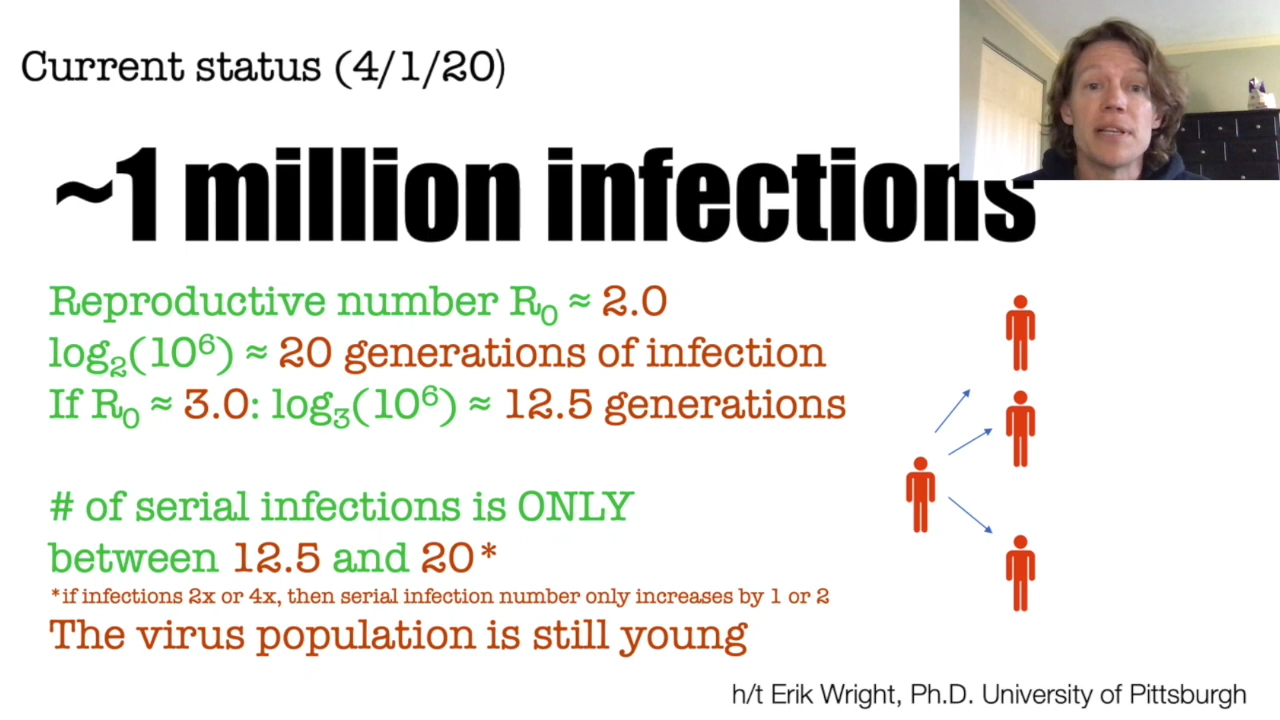 Current status (4/1/20)
~1 million infections
Reproductive number R₀ ≈ 2.0
log₂(10⁶) ≈ 20 generations of infection
If R₀ ≈ 3.0: log₃(10⁶) ≈ 12.5 generations
# of serial infections is ONLY
between 12.5 and 20*
*if infections 2x or 4x, then serial infection number only increases by 1 or 2
The virus population is still young
h/t Erik Wright, Ph.D. University of Pittsburgh